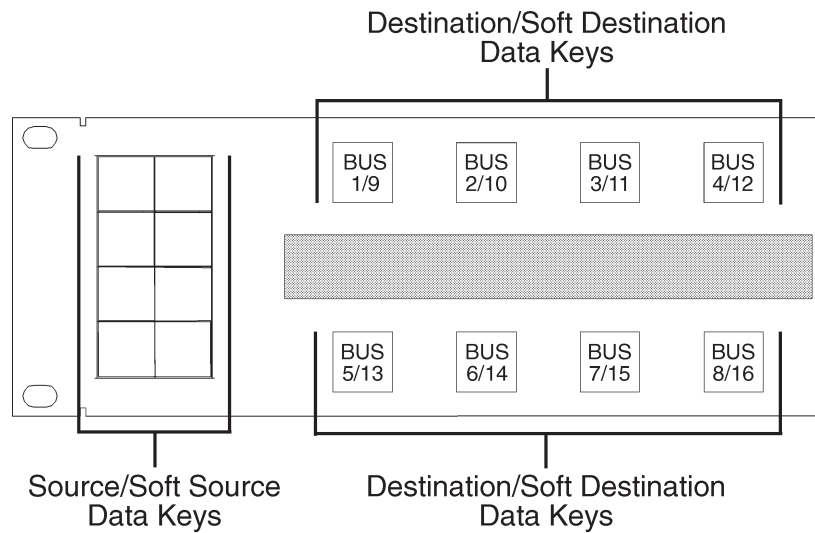 Destination/Soft Destination
Data Keys
BUS
1/9
BUS
2/10
BUS
3/11
BUS
4/12
BUS
5/13
BUS
6/14
BUS
7/15
BUS
8/16
Source/Soft Source
Data Keys
Destination/Soft Destination
Data Keys